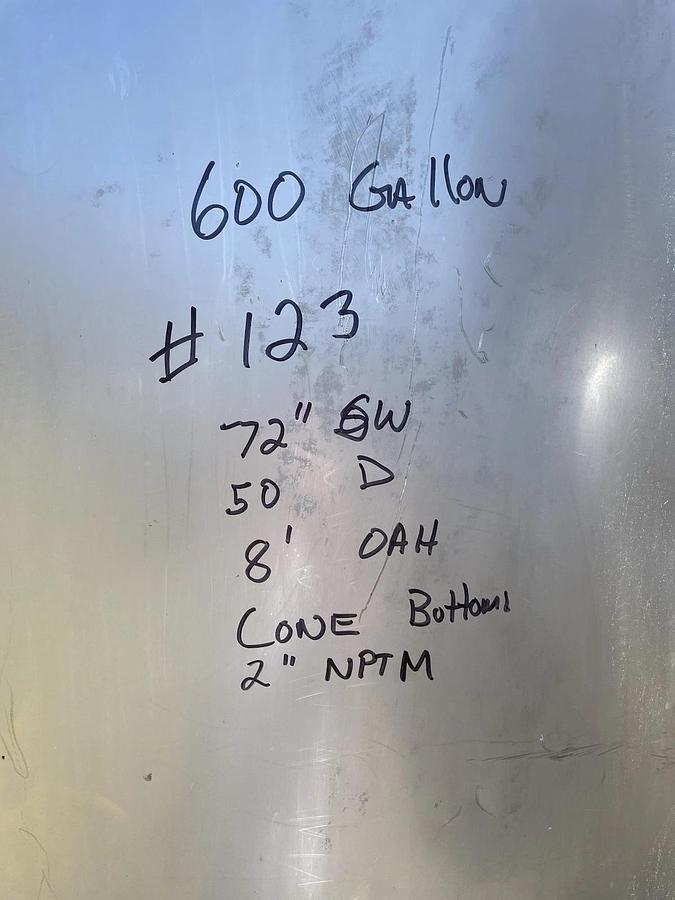 600 GAllON
#123
72" SW
50 D
8' OAH
CONE Bottom
2" NPTM